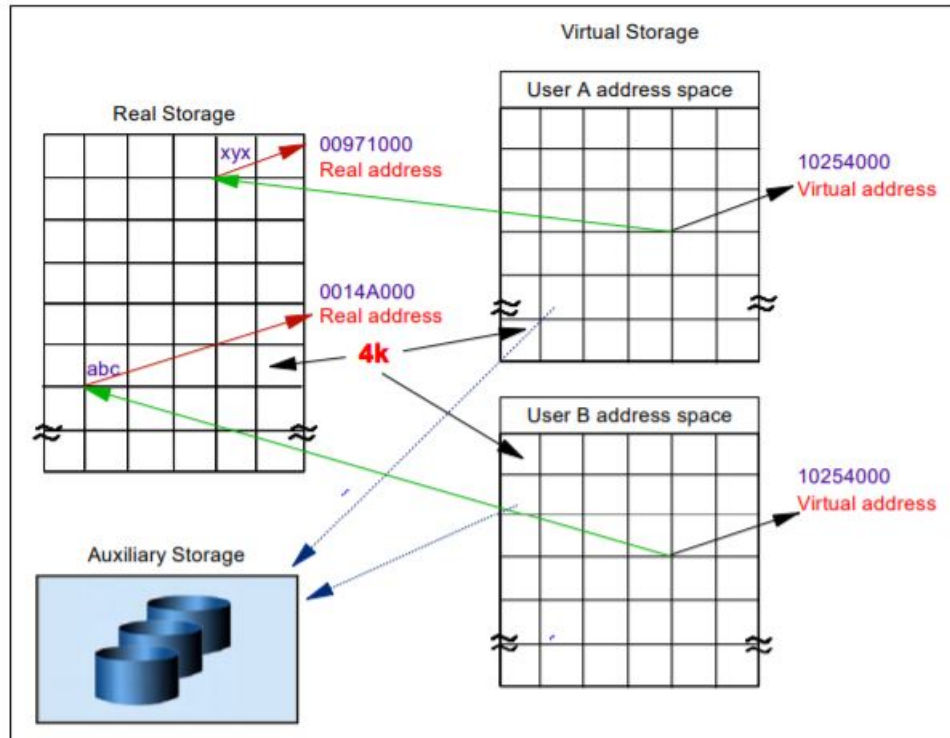 Virtual Storage
User A address space
Real Storage
xyx
00971000
Real address
10254000
Virtual address
0014A000
Real address
4k
abc
User B address space
10254000
Virtual address
Auxiliary Storage